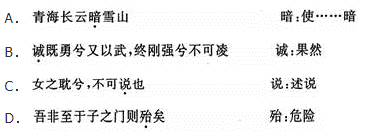 A. 青海长云暗雪山 暗:使……暗
B. 诚既勇兮又以武,终刚强兮不可凌 诚:果然
C. 女之耽兮,不可说也 说:述说
D. 吾非至于子之门则殆矣 殆:危险